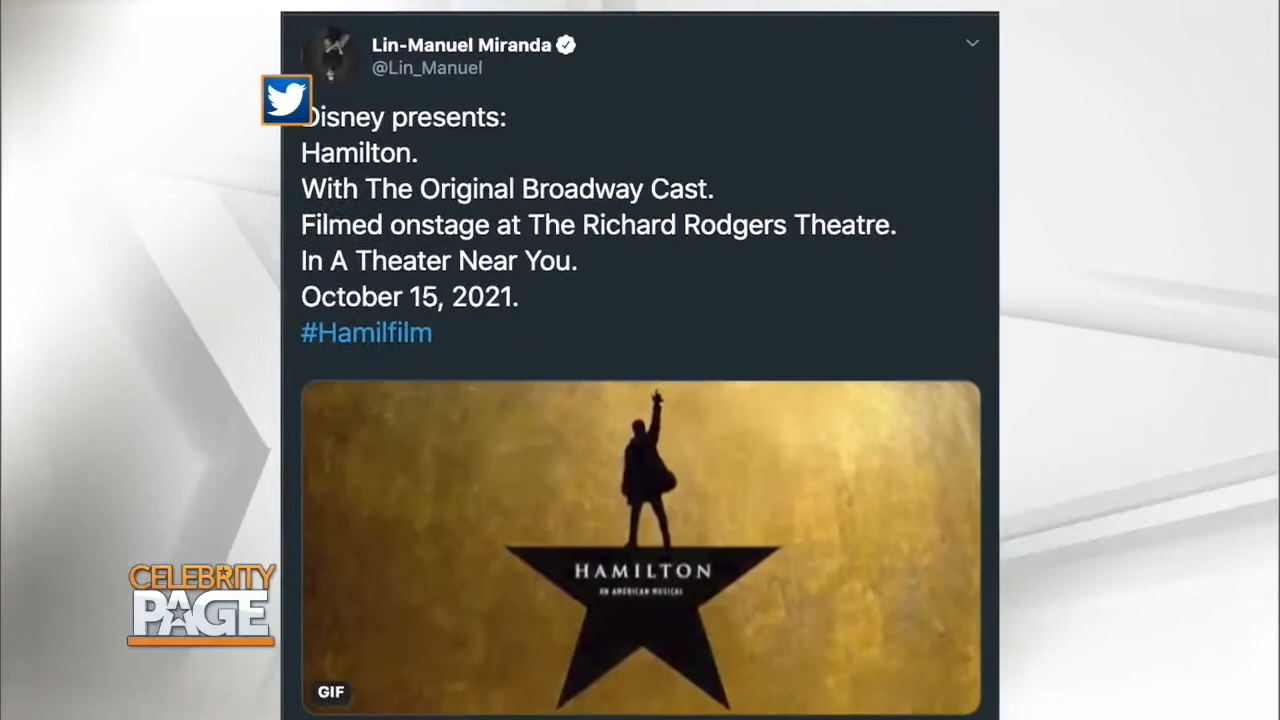 Lin-Manuel Miranda
@Lin_Manuel
Disney presents:
Hamilton.
With The Original Broadway Cast.
Filmed onstage at The Richard Rodgers Theatre.
In A Theater Near You.
October 15, 2021.
#Hamilfilm
HAMILTON
AN AMERICAN MUSICAL
GIF
CELEBRITY
PAGE